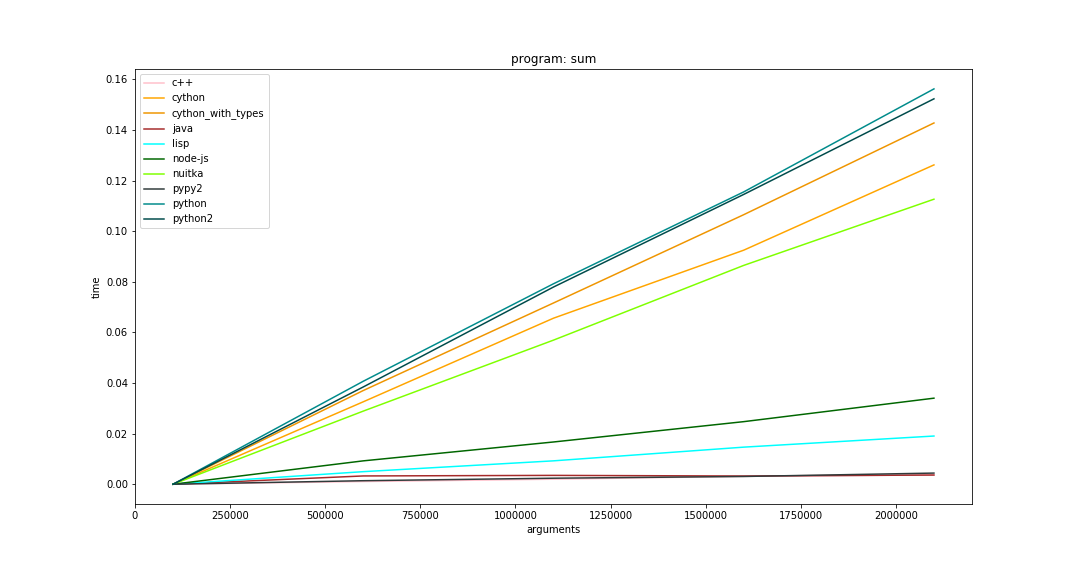 program: sum
0.16
0.14
0.12
0.10
0.08
0.06
0.04
0.02
0.00
time
c++
cython
cython_with_types
java
lisp
node-js
nuitka
pypy2
python
python2
0 250000 500000 750000 1000000 1250000 1500000 1750000 2000000
arguments